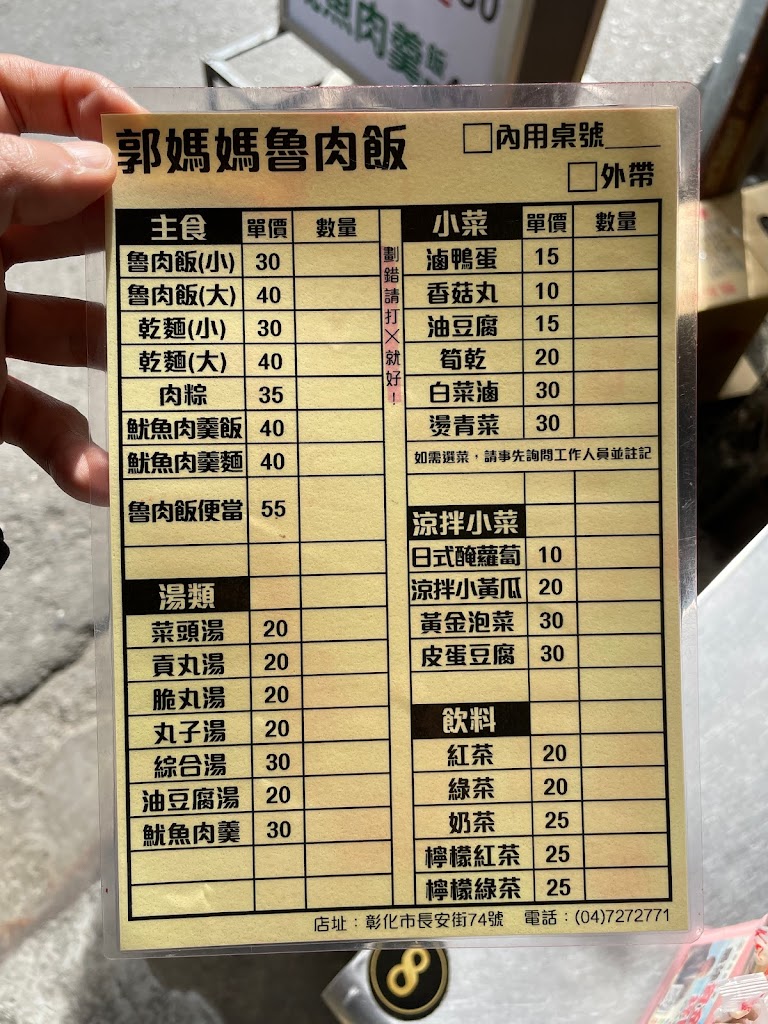 魚肉羹飯
郭媽媽魯肉飯
□內用桌號____
□外帶
主食 單價 數量
魯肉飯(小) 30
魯肉飯(大) 40
乾麵(小) 30
乾麵(大) 40
肉粽 35
魷魚肉羹飯 40
魷魚肉羹麵 40
魯肉飯便當 55
湯類
菜頭湯 20
貢丸湯 20
脆丸湯 20
丸子湯 20
綜合湯 30
油豆腐湯 20
魷魚肉羹 30
劃錯請打X就好!
小菜 單價 數量
滷鴨蛋 15
香菇丸 10
油豆腐 15
筍乾 20
白菜滷 30
燙青菜 30
如需選菜，請事先詢問工作人員並註記
涼拌小菜
日式醃蘿蔔 10
涼拌小黃瓜 20
黃金泡菜 30
皮蛋豆腐 30
飲料
紅茶 20
綠茶 20
奶茶 25
檸檬紅茶 25
檸檬綠茶 25
店址：彰化市長安街74號 電話：(04)7272771
8